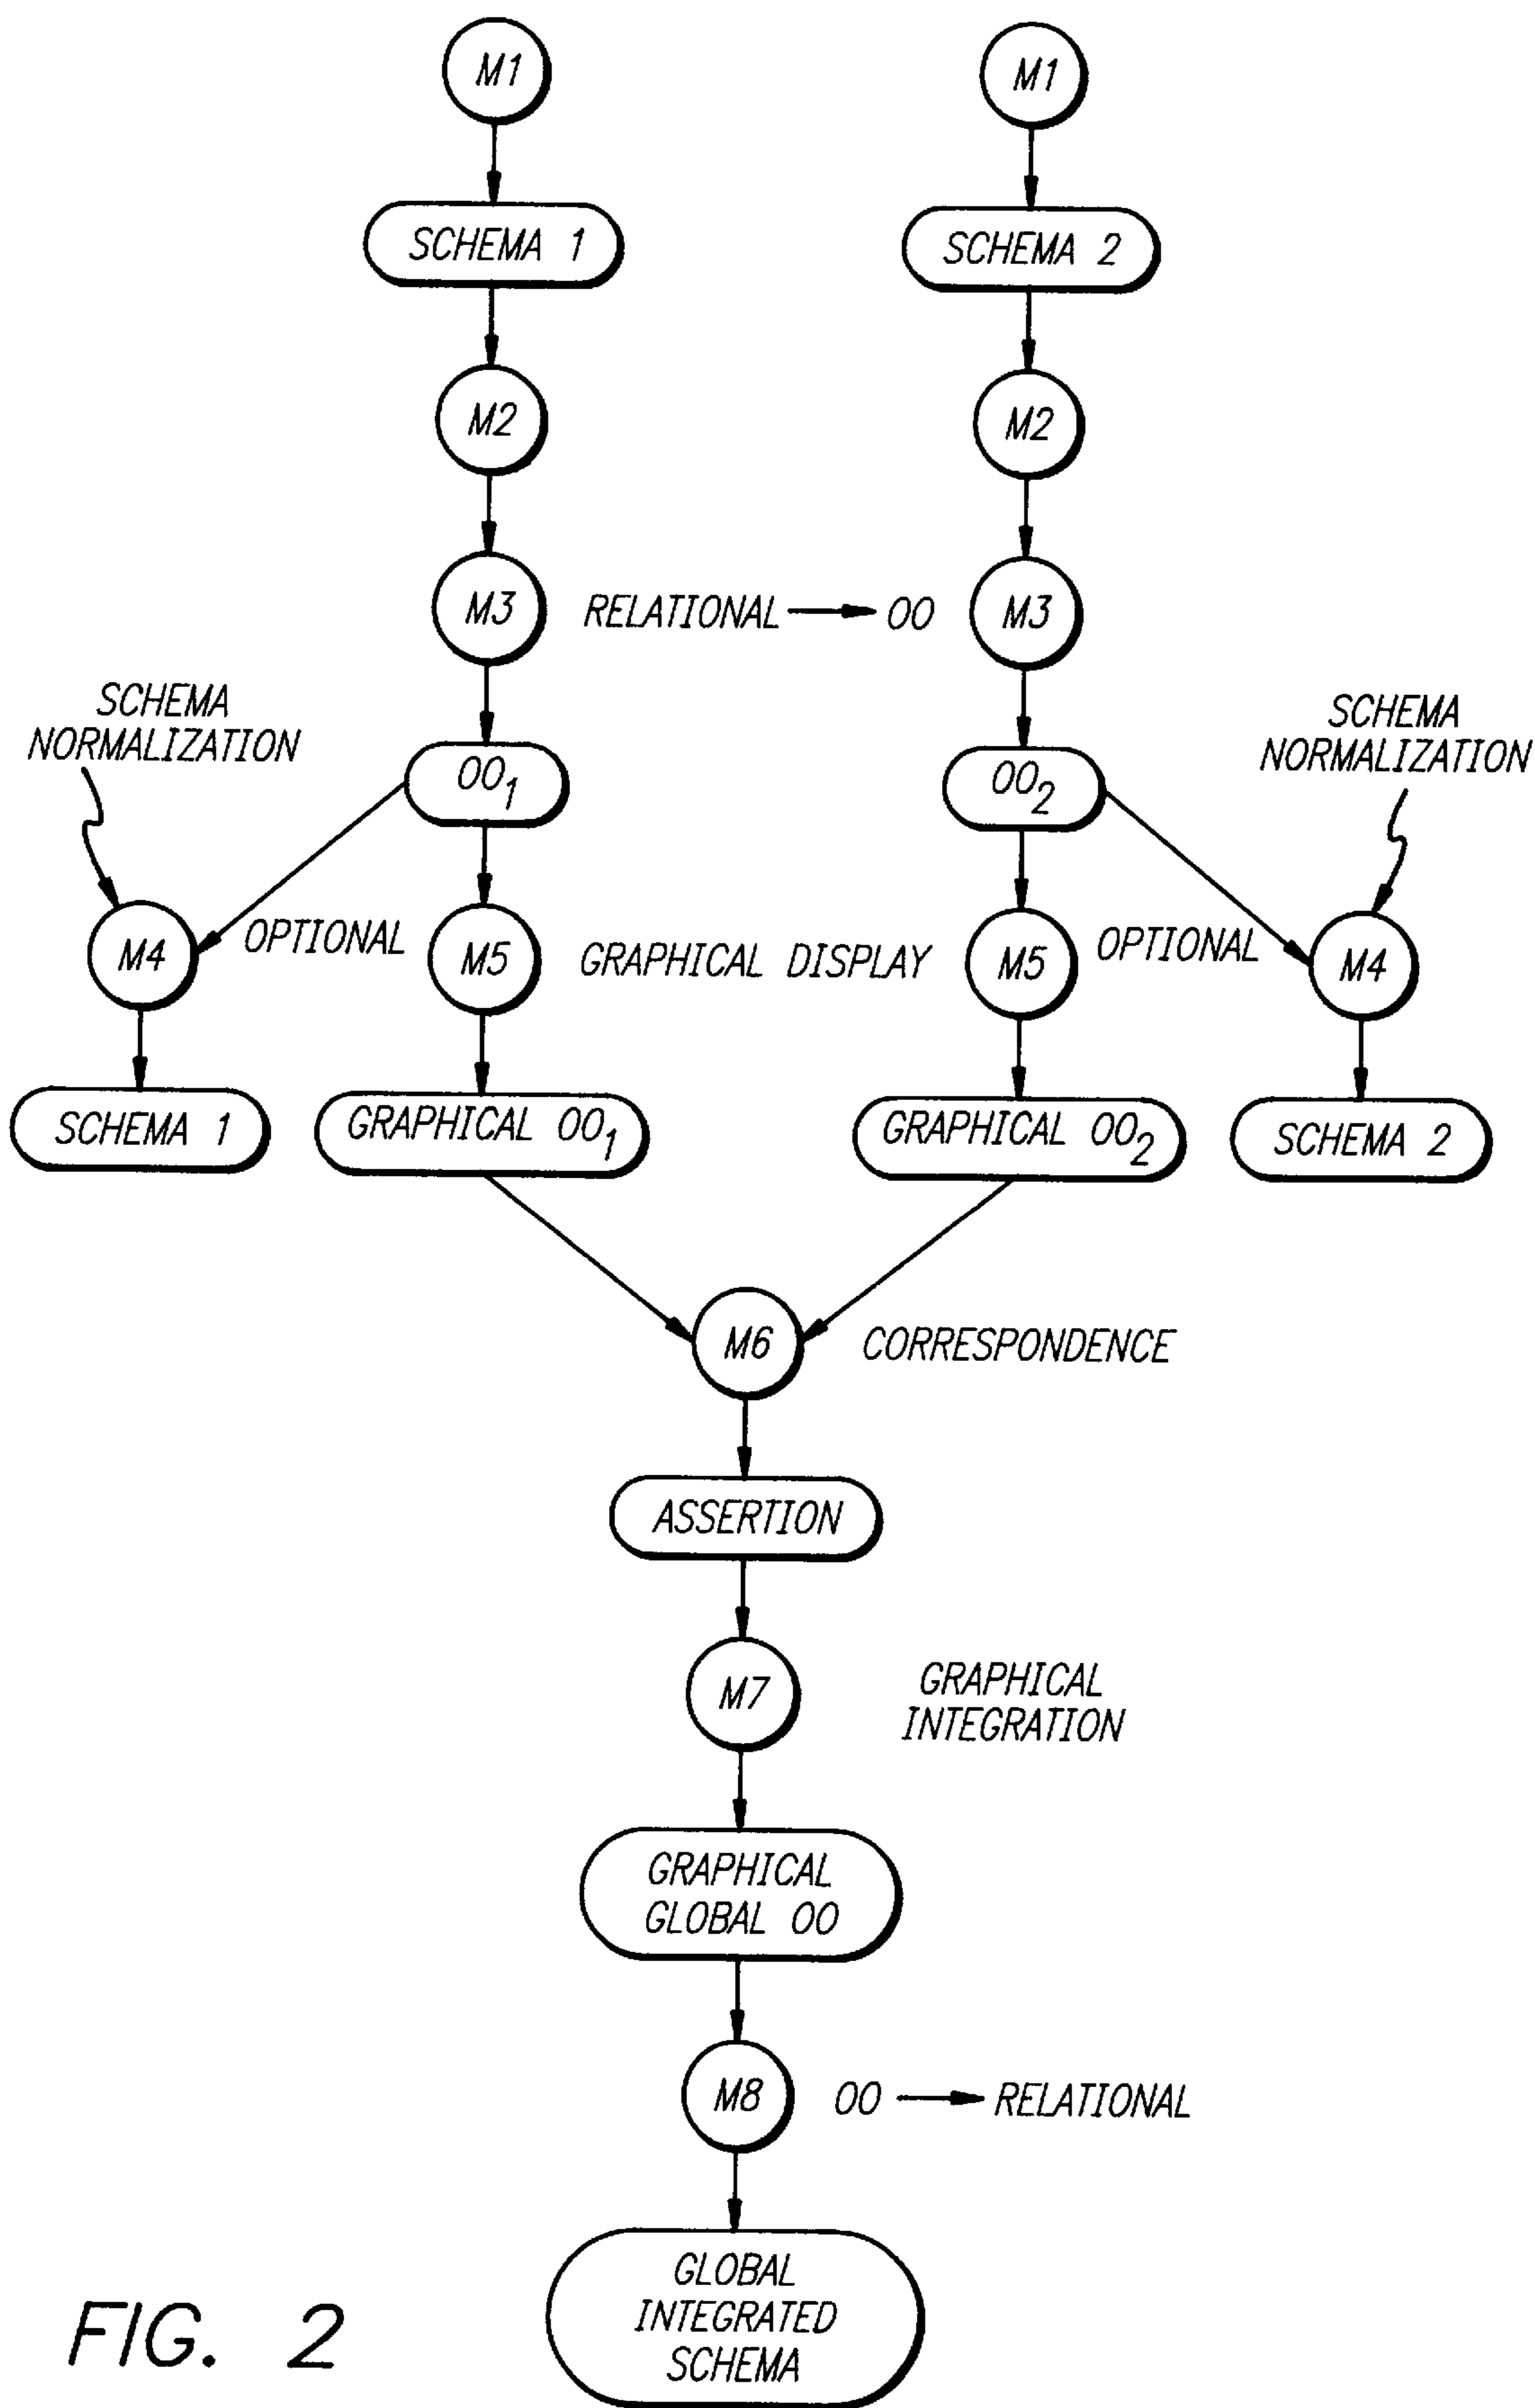 M1
M1
SCHEMA 1
SCHEMA 2
M2
M2
M3
RELATIONAL → OO
M3
SCHEMA
NORMALIZATION
SCHEMA
NORMALIZATION
OO₁
OO₂
M4
OPTIONAL
M5
GRAPHICAL DISPLAY
M5
OPTIONAL
M4
SCHEMA 1
GRAPHICAL OO₁
GRAPHICAL OO₂
SCHEMA 2
M6
CORRESPONDENCE
ASSERTION
M7
GRAPHICAL
INTEGRATION
GRAPHICAL
GLOBAL OO
M8
OO → RELATIONAL
GLOBAL
INTEGRATED
SCHEMA
FIG. 2